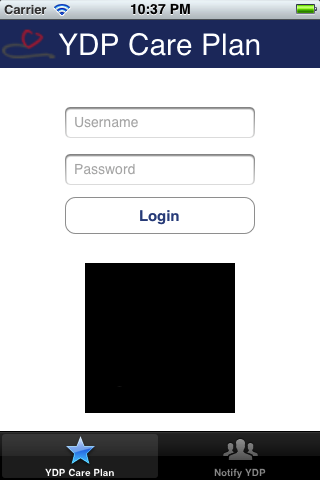 Carrier 10:37 PM
YDP Care Plan
Username
Password
Login
YDP Care Plan Notify YDP